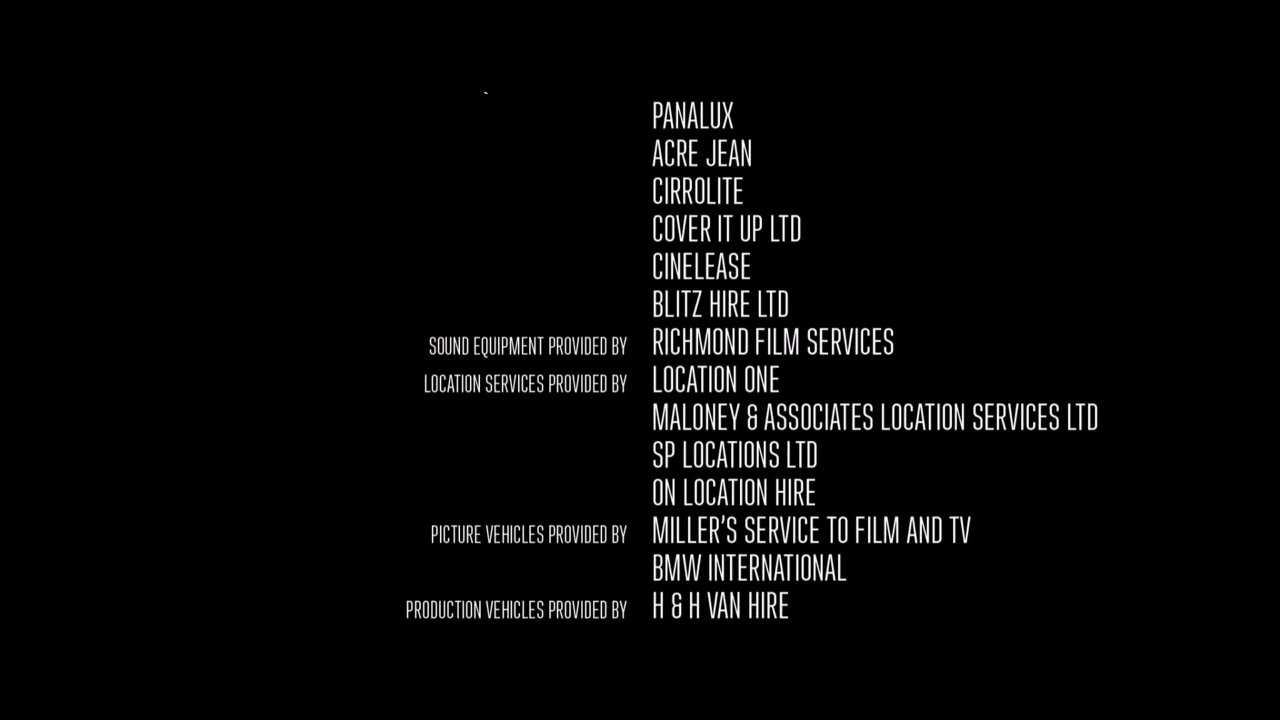 PANALUX
ACRE JEAN
CIRROLITE
COVER IT UP LTD
CINELEASE
BLITZ HIRE LTD
SOUND EQUIPMENT PROVIDED BY RICHMOND FILM SERVICES
LOCATION SERVICES PROVIDED BY LOCATION ONE
MALONEY & ASSOCIATES LOCATION SERVICES LTD
SP LOCATIONS LTD
ON LOCATION HIRE
PICTURE VEHICLES PROVIDED BY MILLER'S SERVICE TO FILM AND TV
BMW INTERNATIONAL
PRODUCTION VEHICLES PROVIDED BY H & H VAN HIRE